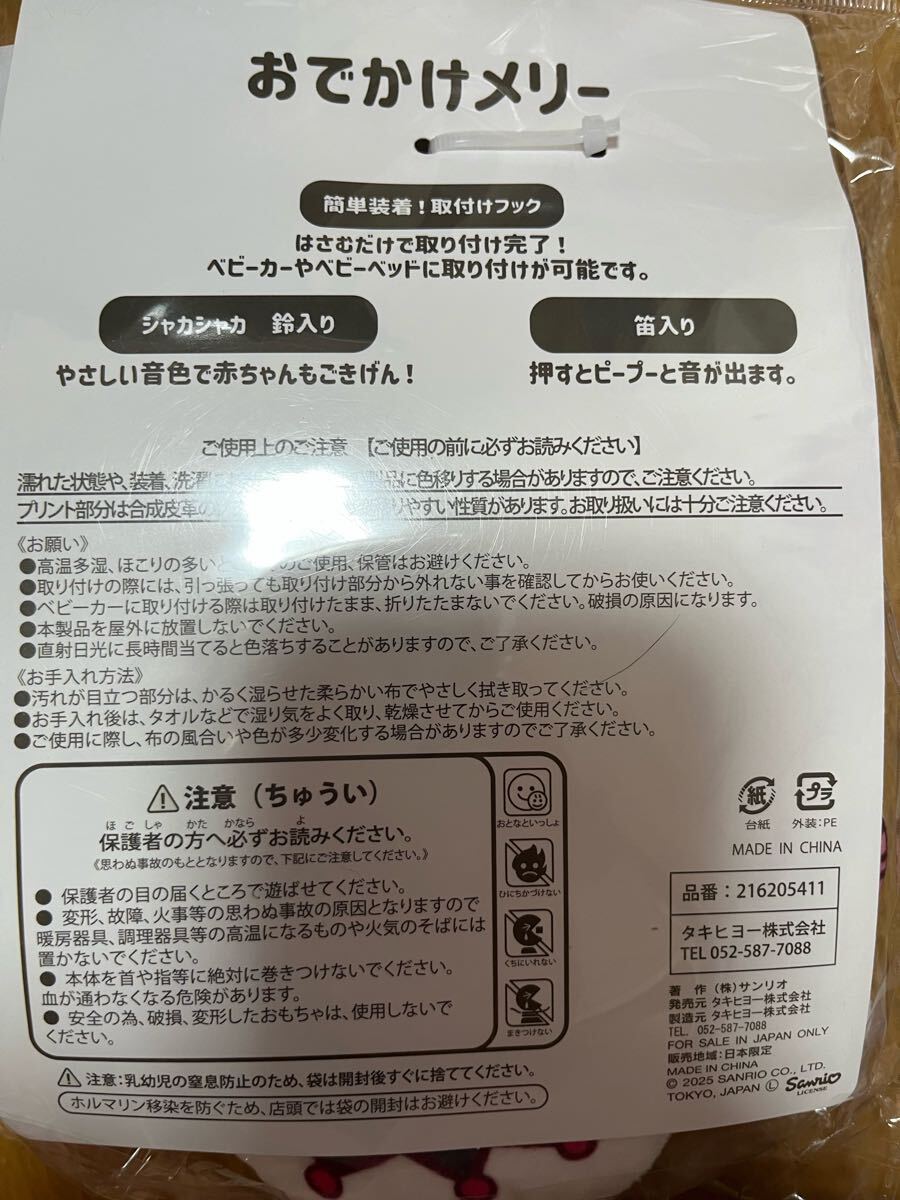 おでかけメリー
簡単装着！取付けフック
はさむだけで取り付け完了！
ベビーカーやベビーベッドに取り付けが可能です。
シャカシャカ 鈴入り
やさしい音色で赤ちゃんもごきげん！
笛入り
押すとピープーと音が出ます。
ご使用上のご注意 【ご使用の前に必ずお読みください】
濡れた状態や、装着、洗濯 品に色移りする場合がありますので、ご注意ください。
プリント部分は合成皮革の りやすい性質があります。お取り扱いには十分ご注意ください。
《お願い》
●高温多湿、ほこりの多いと のご使用、保管はお避けください。
●取り付けの際には、引っ張っても取り付け部分から外れない事を確認してからお使いください。
●ベビーカーに取り付ける際は取り付けたまま、折りたたまないでください。破損の原因になります。
●本製品を屋外に放置しないでください。
●直射日光に長時間当てると色落ちすることがありますので、ご了承ください。
《お手入れ方法》
●汚れが目立つ部分は、かるく湿らせた柔らかい布でやさしく拭き取ってください。
●お手入れ後は、タオルなどで湿り気をよく取り、乾燥させてからご使用ください。
●ご使用に際し、布の風合いや色が多少変化する場合がありますのでご了承ください。
⚠ 注意（ちゅうい）
ほごしゃ かた かなら よ
保護者の方へ必ずお読みください。
《思わぬ事故のもととなりますので、下記にご注意してください。》
● 保護者の目の届くところで遊ばせてください。
● 変形、故障、火事等の思わぬ事故の原因となりますので
暖房器具、調理器具等の高温になるものや火気のそばには
置かないでください。
● 本体を首や指等に絶対に巻きつけないでください。
血が通わなくなる危険があります。
● 安全の為、破損、変形したおもちゃは、使用しないで
ください。
おとなといっしょ
ひにちかづけない
くちにいれない
まきつけない
⚠ 注意：乳幼児の窒息防止のため、袋は開封後すぐに捨ててください。
ホルマリン移染を防ぐため、店頭では袋の開封はお避けください。
紙
台紙
プラ
外装：PE
MADE IN CHINA
品番：216205411
タキヒヨー株式会社
TEL 052-587-7088
著 作 （株）サンリオ
発売元 タキヒヨー株式会社
製造元 タキヒヨー株式会社
TEL. 052-587-7088
FOR SALE IN JAPAN ONLY
販売地域：日本限定
MADE IN CHINA
© 2025 SANRIO CO., LTD.
TOKYO, JAPAN Ⓛ Sanrio
LICENSE